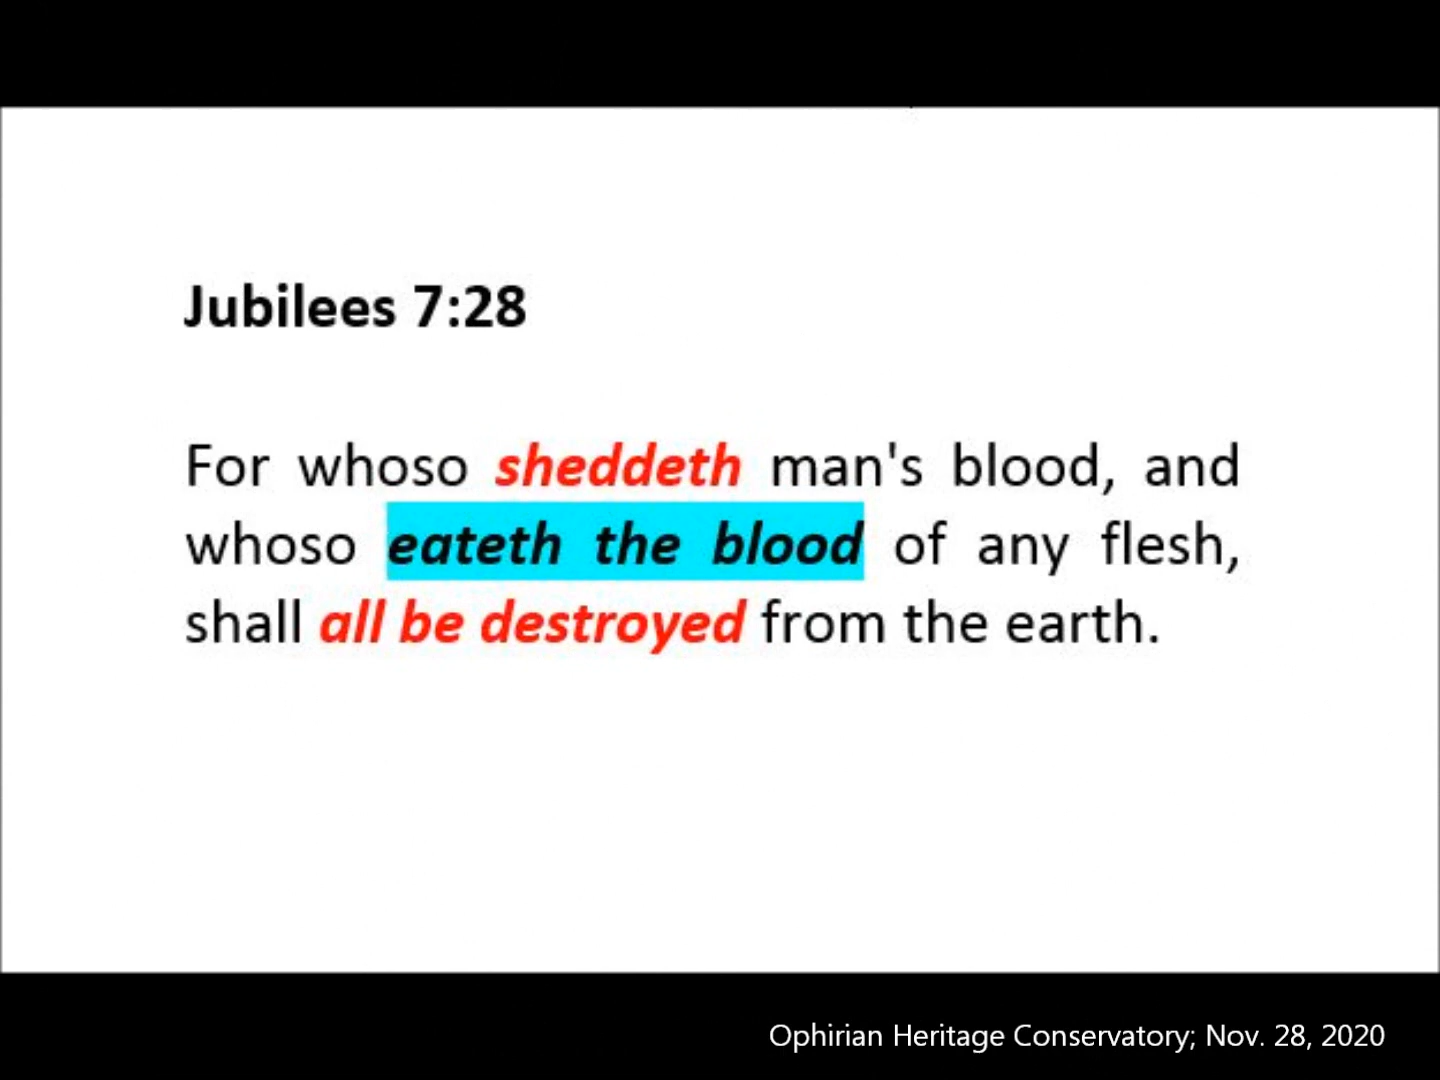 Jubilees 7:28
For whoso sheddeth man's blood, and
whoso eateth the blood of any flesh,
shall all be destroyed from the earth.
Ophirian Heritage Conservatory; Nov. 28, 2020